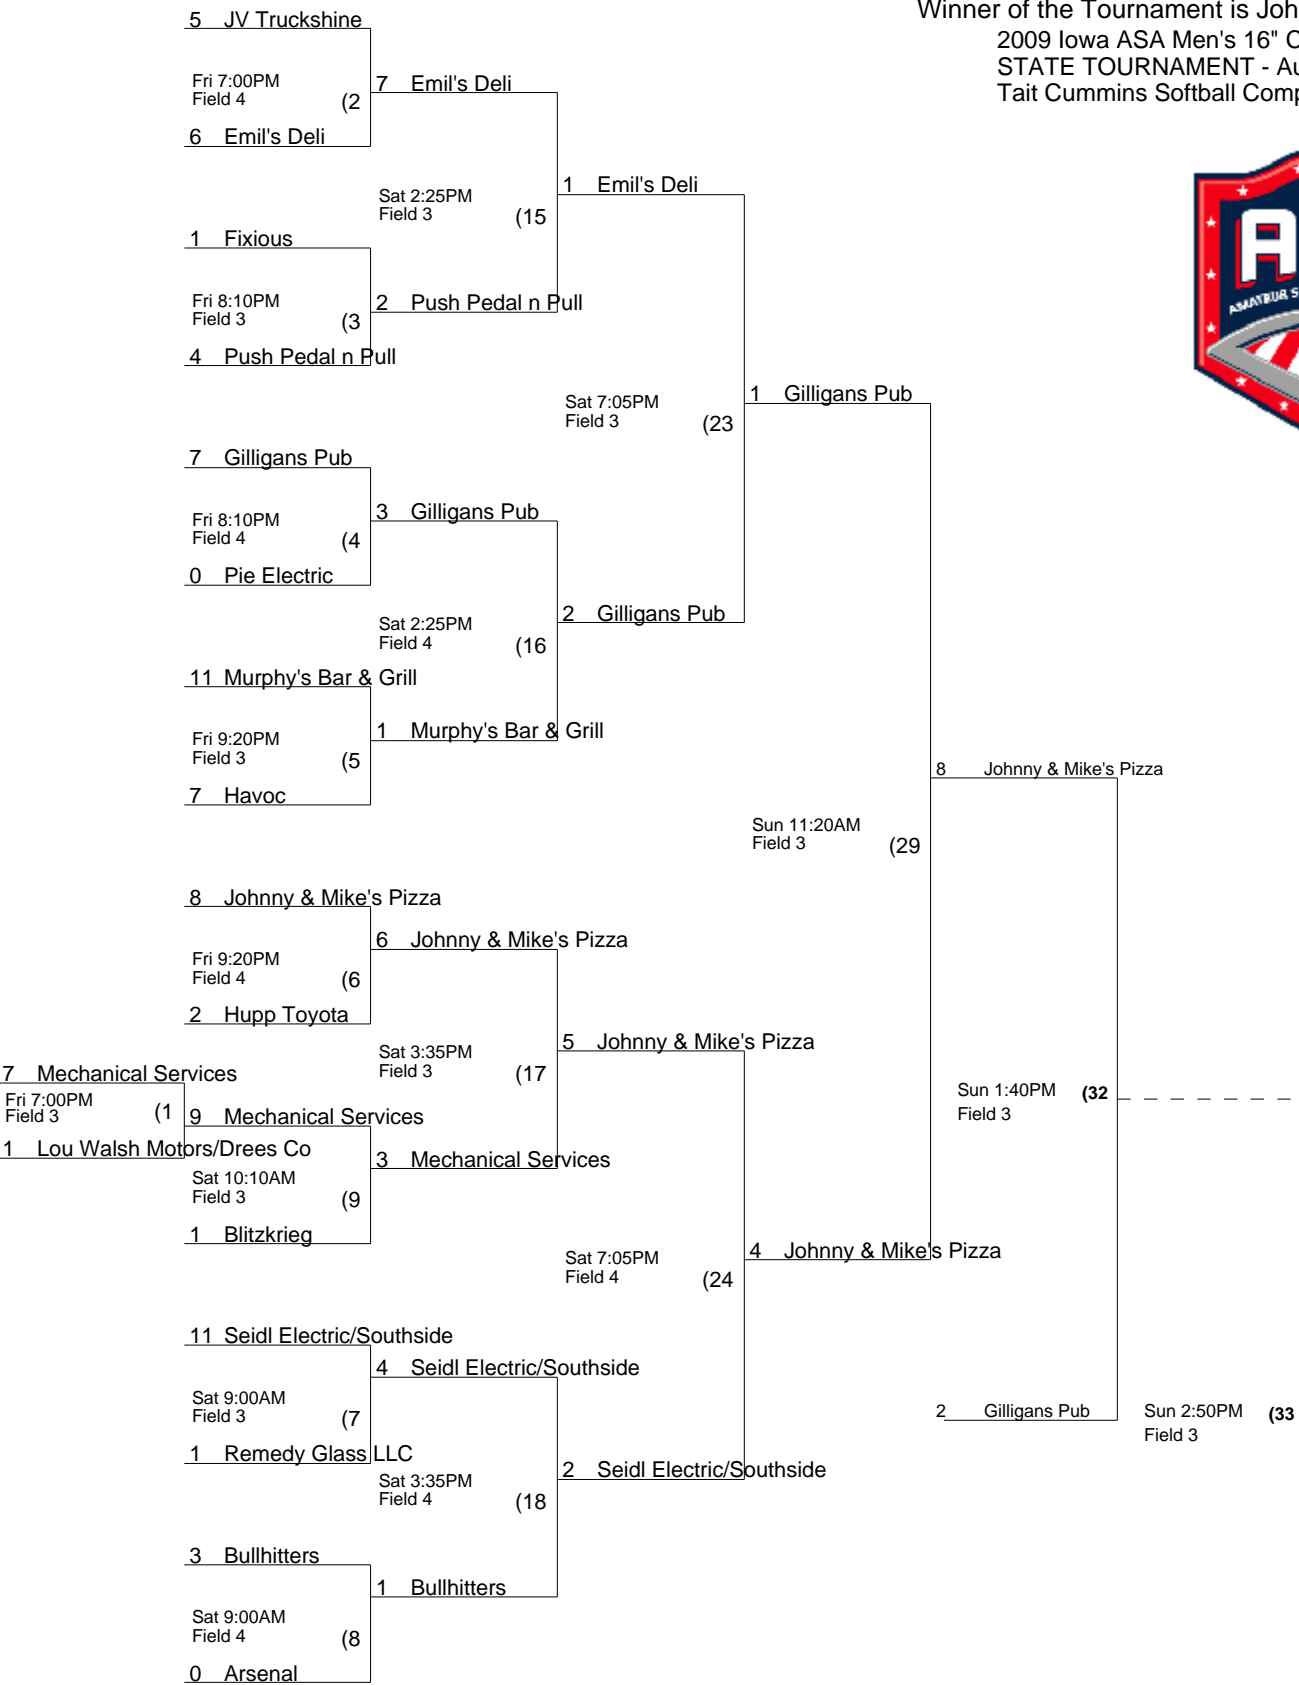 Winner of the Tournament is Joh
2009 Iowa ASA Men's 16" C
STATE TOURNAMENT - Au
Tait Cummins Softball Comp
5 JV Truckshine
Fri 7:00PM
Field 4 (2
6 Emil's Deli
7 Emil's Deli
Sat 2:25PM
Field 3 (15
1 Fixious
Fri 8:10PM
Field 3 (3
4 Push Pedal n Pull
2 Push Pedal n Pull
1 Emil's Deli
Sat 7:05PM
Field 3 (23
7 Gilligans Pub
Fri 8:10PM
Field 4 (4
0 Pie Electric
3 Gilligans Pub
Sat 2:25PM
Field 4 (16
11 Murphy's Bar & Grill
Fri 9:20PM
Field 3 (5
7 Havoc
1 Murphy's Bar & Grill
2 Gilligans Pub
1 Gilligans Pub
Sun 11:20AM
Field 3 (29
8 Johnny & Mike's Pizza
Fri 9:20PM
Field 4 (6
2 Hupp Toyota
6 Johnny & Mike's Pizza
Sat 3:35PM
Field 3 (17
7 Mechanical Services
Fri 7:00PM
Field 3 (1
1 Lou Walsh Motors/Drees Co
9 Mechanical Services
Sat 10:10AM
Field 3 (9
1 Blitzkrieg
3 Mechanical Services
5 Johnny & Mike's Pizza
Sat 7:05PM
Field 4 (24
11 Seidl Electric/Southside
Sat 9:00AM
Field 3 (7
1 Remedy Glass LLC
4 Seidl Electric/Southside
Sat 3:35PM
Field 4 (18
3 Bullhitters
Sat 9:00AM
Field 4 (8
0 Arsenal
1 Bullhitters
2 Seidl Electric/Southside
4 Johnny & Mike's Pizza
8 Johnny & Mike's Pizza
Sun 1:40PM (32
Field 3
2 Gilligans Pub
Sun 2:50PM (33
Field 3
A
AMATEUR S